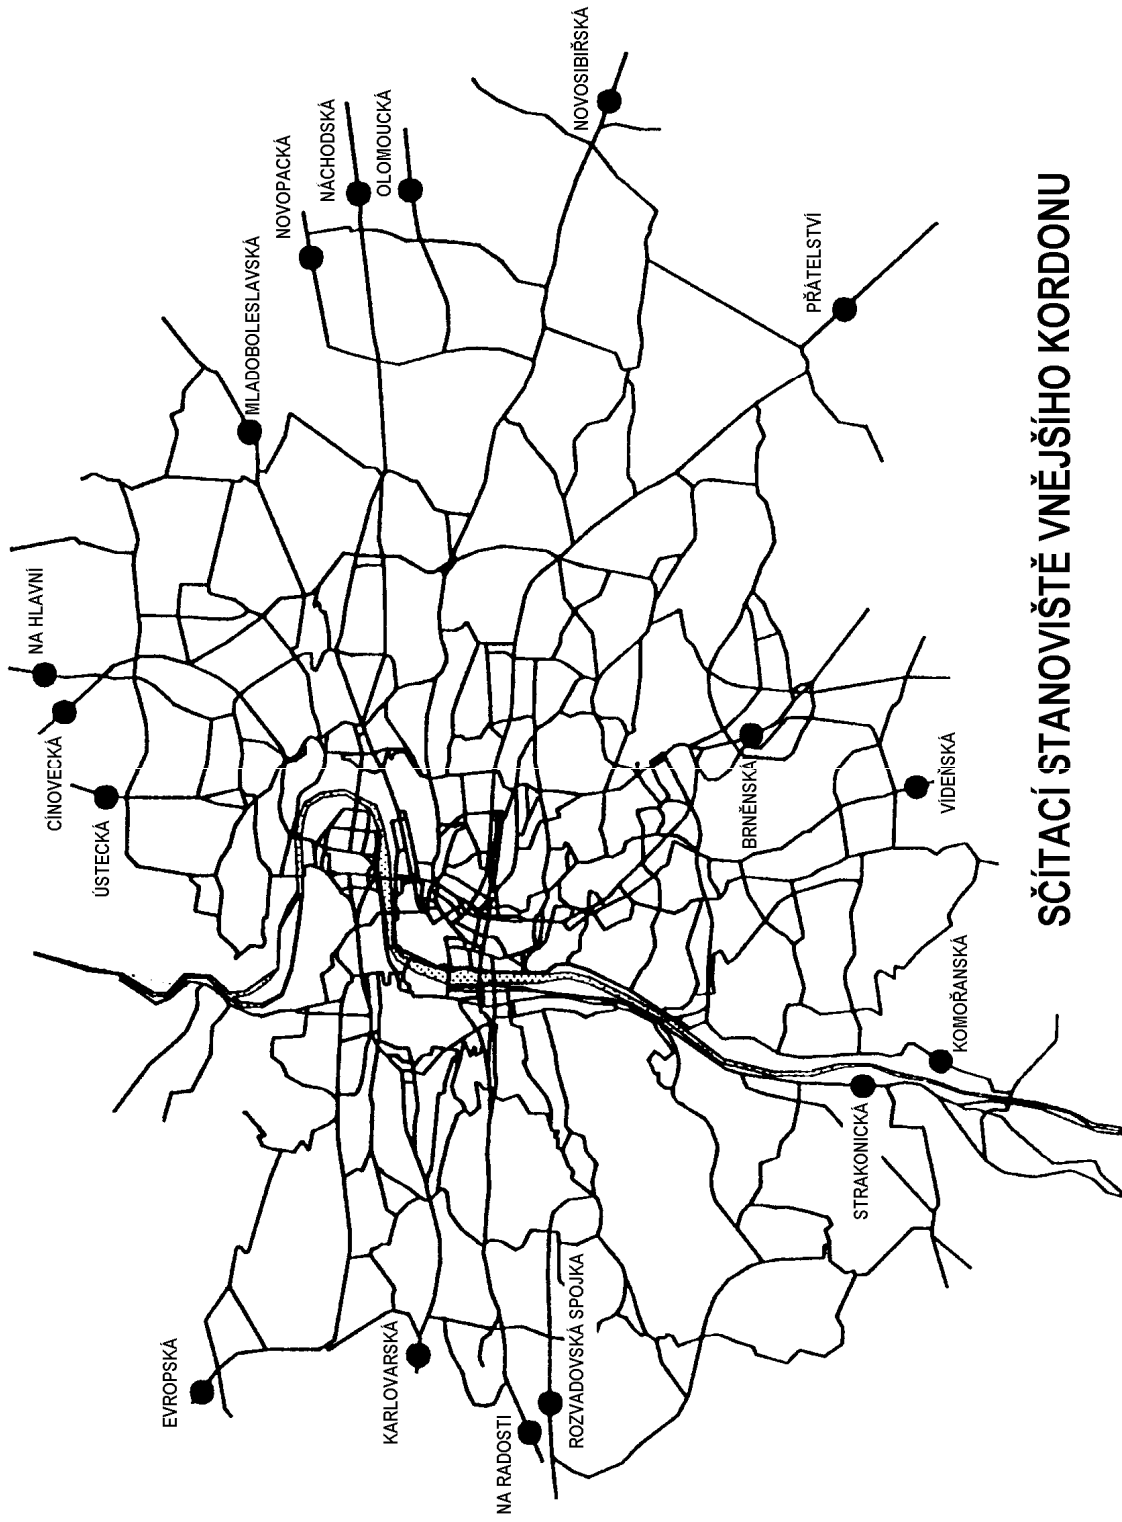 NA HLAVNÍ
CÍNOVECKÁ
ÚSTECKÁ
MLADOBOLESLAVSKÁ
NOVOPACKÁ
NÁCHODSKÁ
OLOMOUCKÁ
NOVOSIBIŘSKÁ
PŘÁTELSTVÍ
BRNĚNSKÁ
VÍDEŇSKÁ
KOMOŘANSKÁ
STRAKONICKÁ
EVROPSKÁ
KARLOVARSKÁ
NA RADOSTI
ROZVADOVSKÁ SPOJKA
SČÍTACÍ STANOVIŠTĚ VNĚJŠÍHO KORDONU